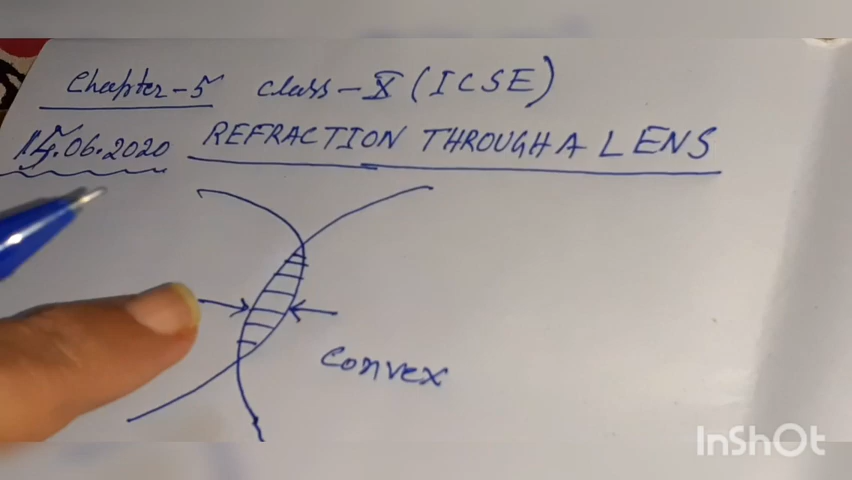 Chapter-5 Class-X (ICSE)
15.06.2020 REFRACTION THROUGH A LENS
Convex
InShOt